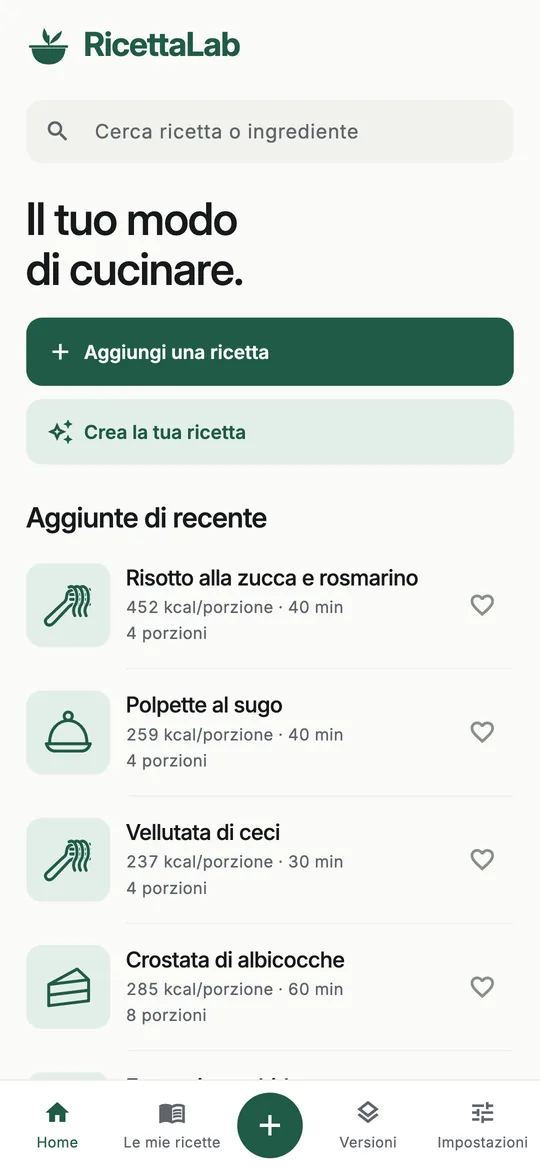 RicettaLab
Cerca ricetta o ingrediente
Il tuo modo
di cucinare.
Aggiungi una ricetta
Crea la tua ricetta
Aggiunte di recente
Risotto alla zucca e rosmarino
452 kcal/porzione · 40 min
4 porzioni
Polpette al sugo
259 kcal/porzione · 40 min
4 porzioni
Vellutata di ceci
237 kcal/porzione · 30 min
4 porzioni
Crostata di albicocche
285 kcal/porzione · 60 min
8 porzioni
Home
Le mie ricette
Versioni
Impostazioni